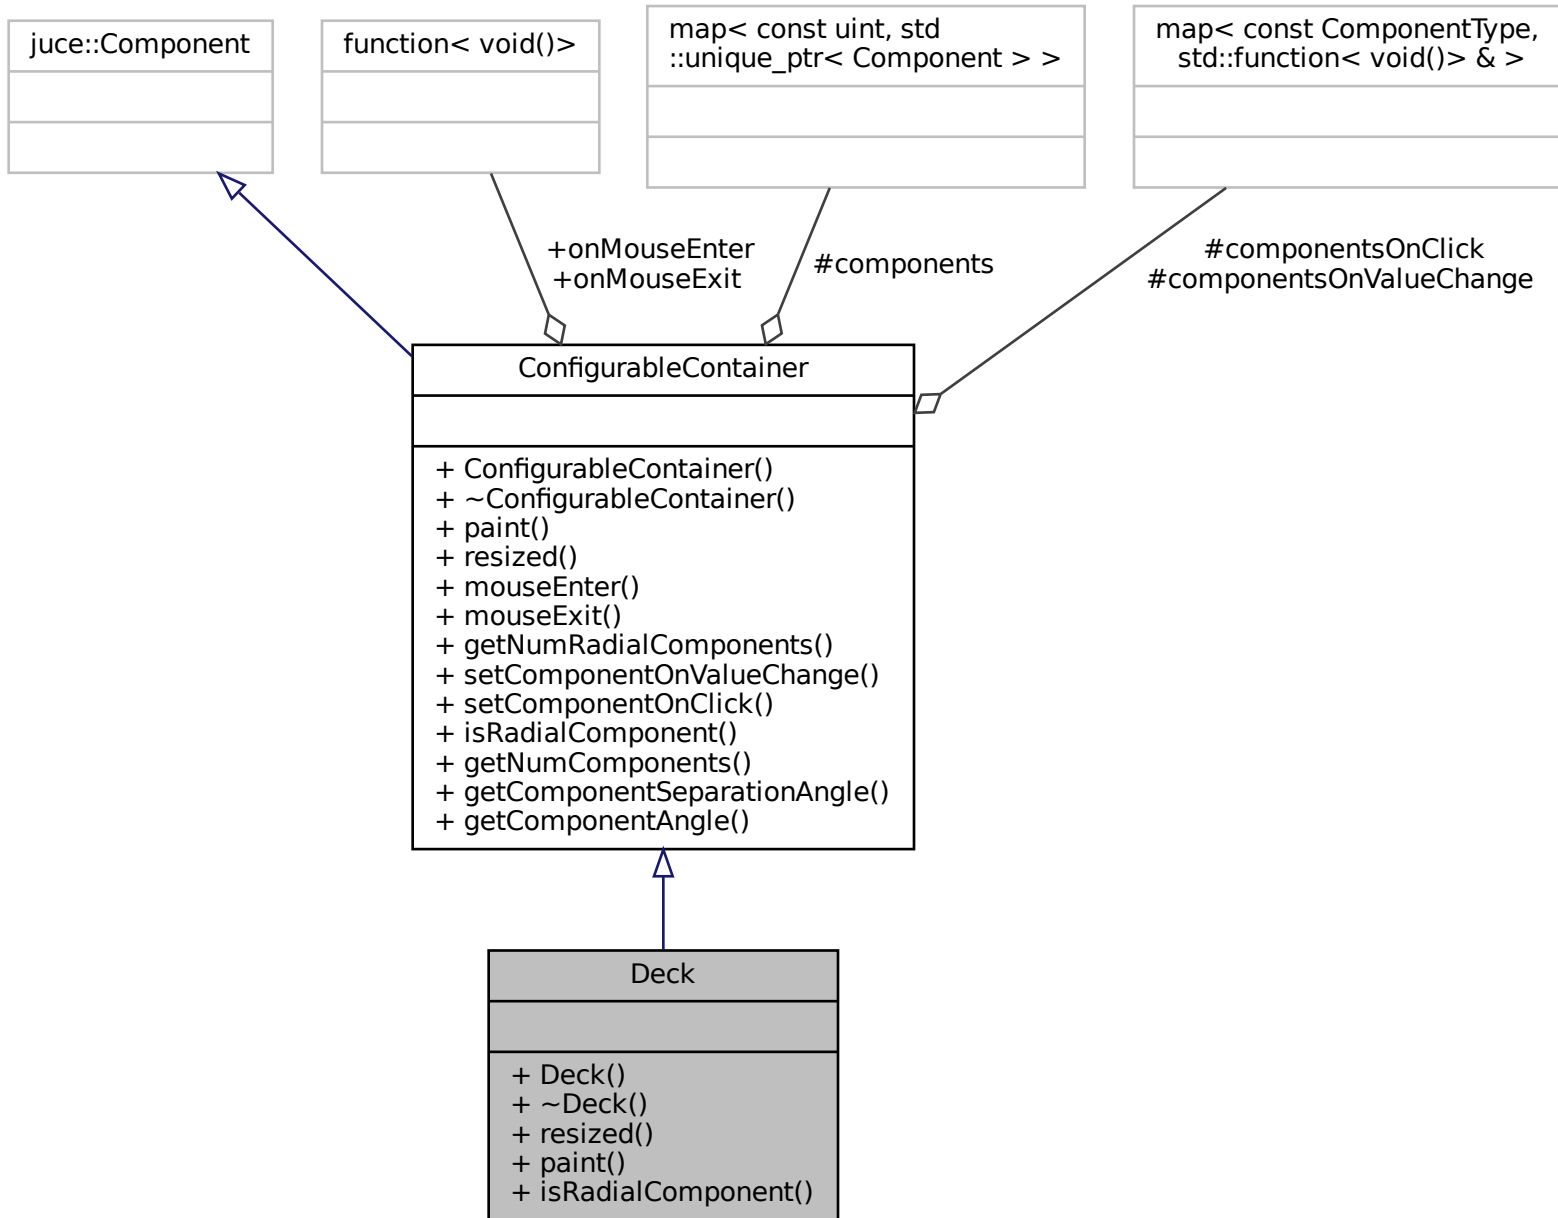 juce::Component
function< void()>
map< const uint, std
::unique_ptr< Component > >
map< const ComponentType,
std::function< void()> & >
+onMouseEnter
+onMouseExit
#components
#componentsOnClick
#componentsOnValueChange
ConfigurableContainer
+ ConfigurableContainer()
+ ~ConfigurableContainer()
+ paint()
+ resized()
+ mouseEnter()
+ mouseExit()
+ getNumRadialComponents()
+ setComponentOnValueChange()
+ setComponentOnClick()
+ isRadialComponent()
+ getNumComponents()
+ getComponentSeparationAngle()
+ getComponentAngle()
Deck
+ Deck()
+ ~Deck()
+ resized()
+ paint()
+ isRadialComponent()